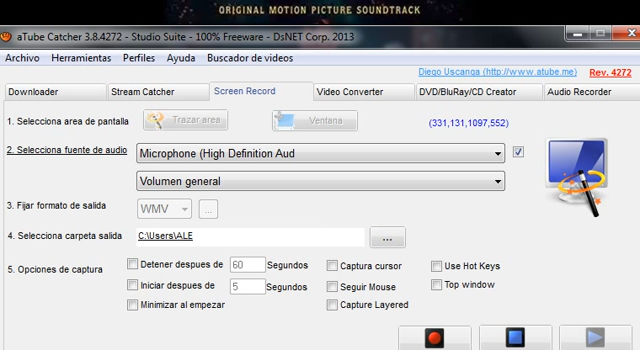 ORIGINAL MOTION PICTURE SOUNDTRACK
aTube Catcher 3.8.4272 - Studio Suite - 100% Freeware - DsNET Corp. 2013
Archivo Herramientas Perfiles Ayuda Buscador de videos
Diego Uscanga (http://www.atube.me) Rev. 4272
Downloader Stream Catcher Screen Record Video Converter DVD/BluRay/CD Creator Audio Recorder
1. Selecciona area de pantalla Trazar area Ventana (331,131,1097,552)
2. Selecciona fuente de audio Microphone (High Definition Aud
Volumen general
3. Fijar formato de salida WMV ...
4. Selecciona carpeta salida C:\Users\ALE ...
5. Opciones de captura Detener despues de 60 Segundos Captura cursor Use Hot Keys
Iniciar despues de 5 Segundos Seguir Mouse Top window
Minimizar al empezar Capture Layered